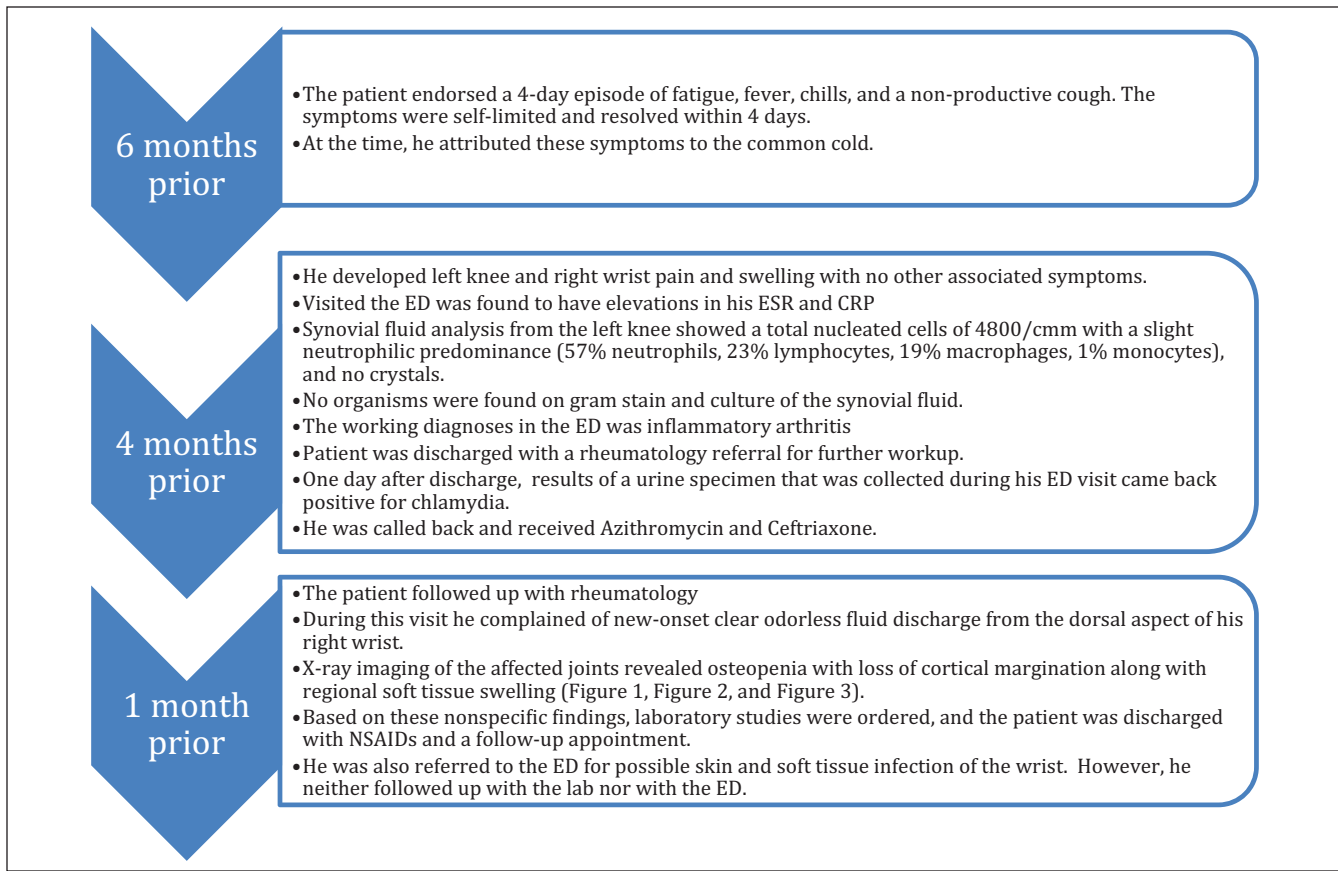 6 months
prior
•The patient endorsed a 4-day episode of fatigue, fever, chills, and a non-productive cough. The
symptoms were self-limited and resolved within 4 days.
•At the time, he attributed these symptoms to the common cold.
4 months
prior
•He developed left knee and right wrist pain and swelling with no other associated symptoms.
•Visited the ED was found to have elevations in his ESR and CRP
•Synovial fluid analysis from the left knee showed a total nucleated cells of 4800/cmm with a slight
neutrophilic predominance (57% neutrophils, 23% lymphocytes, 19% macrophages, 1% monocytes),
and no crystals.
•No organisms were found on gram stain and culture of the synovial fluid.
•The working diagnoses in the ED was inflammatory arthritis
•Patient was discharged with a rheumatology referral for further workup.
•One day after discharge, results of a urine specimen that was collected during his ED visit came back
positive for chlamydia.
•He was called back and received Azithromycin and Ceftriaxone.
1 month
prior
•The patient followed up with rheumatology
•During this visit he complained of new-onset clear odorless fluid discharge from the dorsal aspect of his
right wrist.
•X-ray imaging of the affected joints revealed osteopenia with loss of cortical margination along with
regional soft tissue swelling (Figure 1, Figure 2, and Figure 3).
•Based on these nonspecific findings, laboratory studies were ordered, and the patient was discharged
with NSAIDs and a follow-up appointment.
•He was also referred to the ED for possible skin and soft tissue infection of the wrist. However, he
neither followed up with the lab nor with the ED.